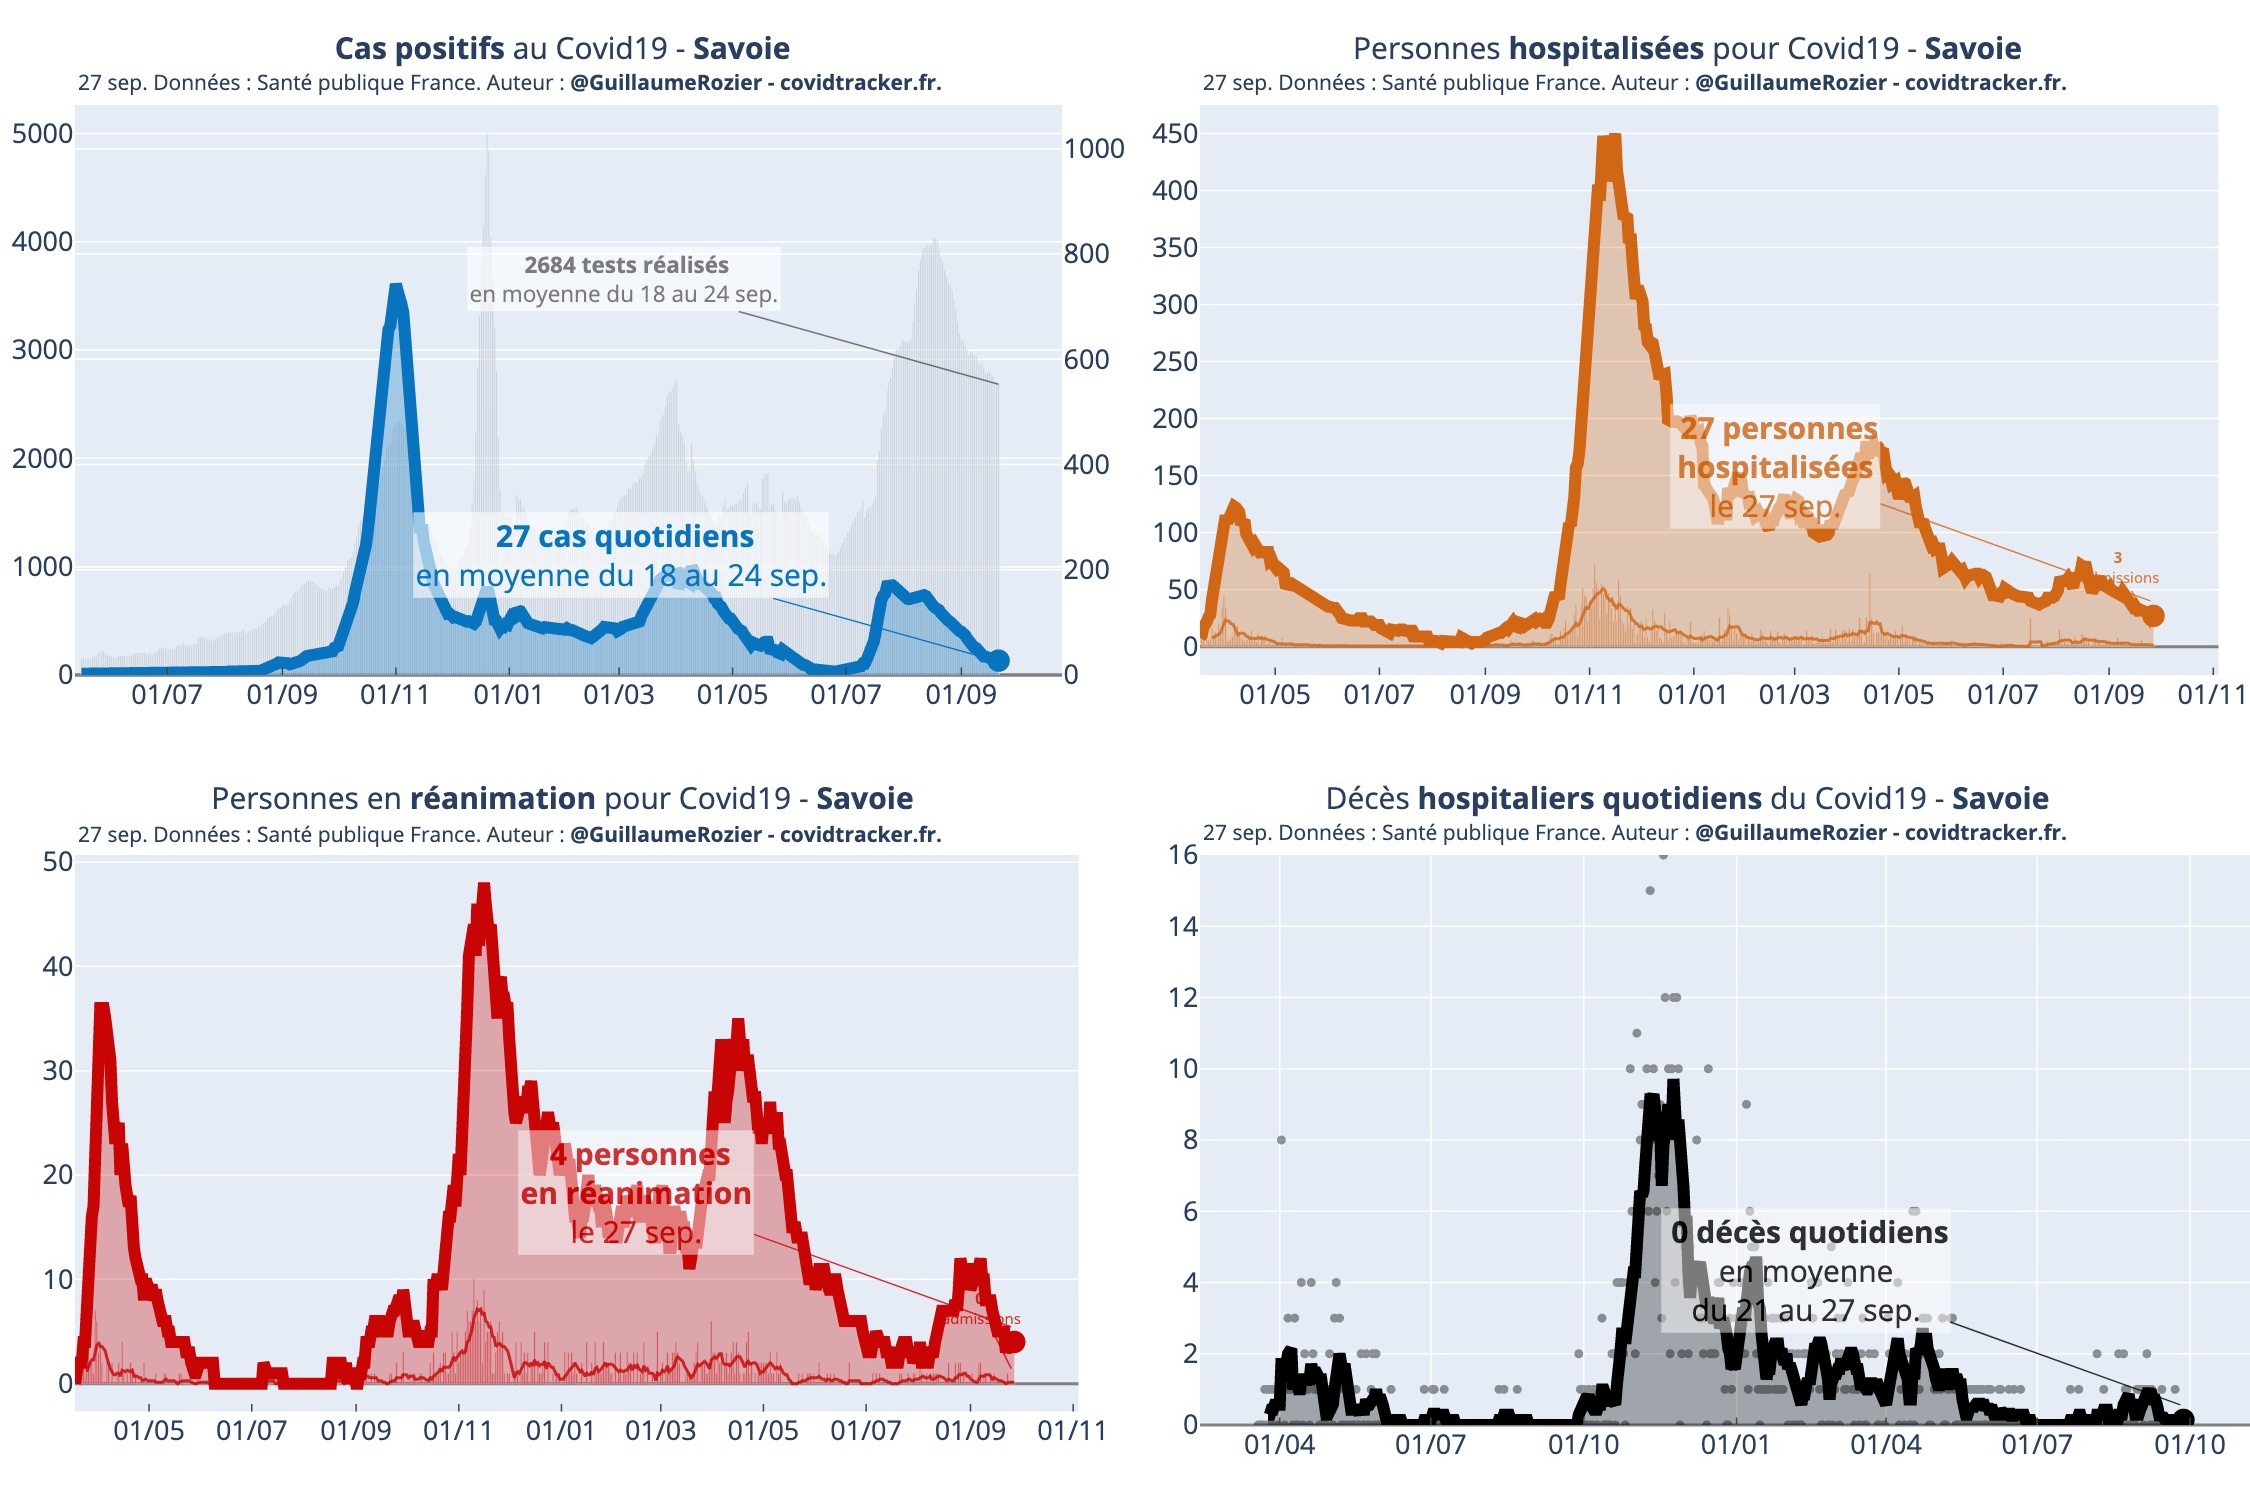 Cas positifs au Covid19 - Savoie
27 sep. Données : Santé publique France. Auteur : @GuillaumeRozier - covidtracker.fr.
5000
4000
3000
2000
1000
0
1000
800
600
400
200
0
2684 tests réalisés
en moyenne du 18 au 24 sep.
27 cas quotidiens
en moyenne du 18 au 24 sep.
01/07 01/09 01/11 01/01 01/03 01/05 01/07 01/09
Personnes hospitalisées pour Covid19 - Savoie
27 sep. Données : Santé publique France. Auteur : @GuillaumeRozier - covidtracker.fr.
450
400
350
300
250
200
150
100
50
0
27 personnes
hospitalisées
le 27 sep.
3
01/05 01/07 01/09 01/11 01/01 01/03 01/05 01/07 01/09 01/11
Personnes en réanimation pour Covid19 - Savoie
27 sep. Données : Santé publique France. Auteur : @GuillaumeRozier - covidtracker.fr.
50
40
30
20
10
0
4 personnes
en réanimation
le 27 sep.
admissions
01/05 01/07 01/09 01/11 01/01 01/03 01/05 01/07 01/09 01/11
Décès hospitaliers quotidiens du Covid19 - Savoie
27 sep. Données : Santé publique France. Auteur : @GuillaumeRozier - covidtracker.fr.
16
14
12
10
8
6
4
2
0
0 décès quotidiens
en moyenne
du 21 au 27 sep.
01/04 01/07 01/10 01/01 01/04 01/07 01/10